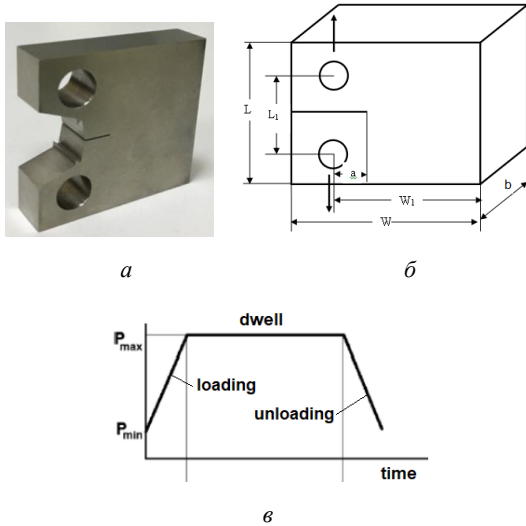 L
L₁
a
W₁
W
b
а
б
dwell
Pmax
loading
unloading
Pmin
time
в